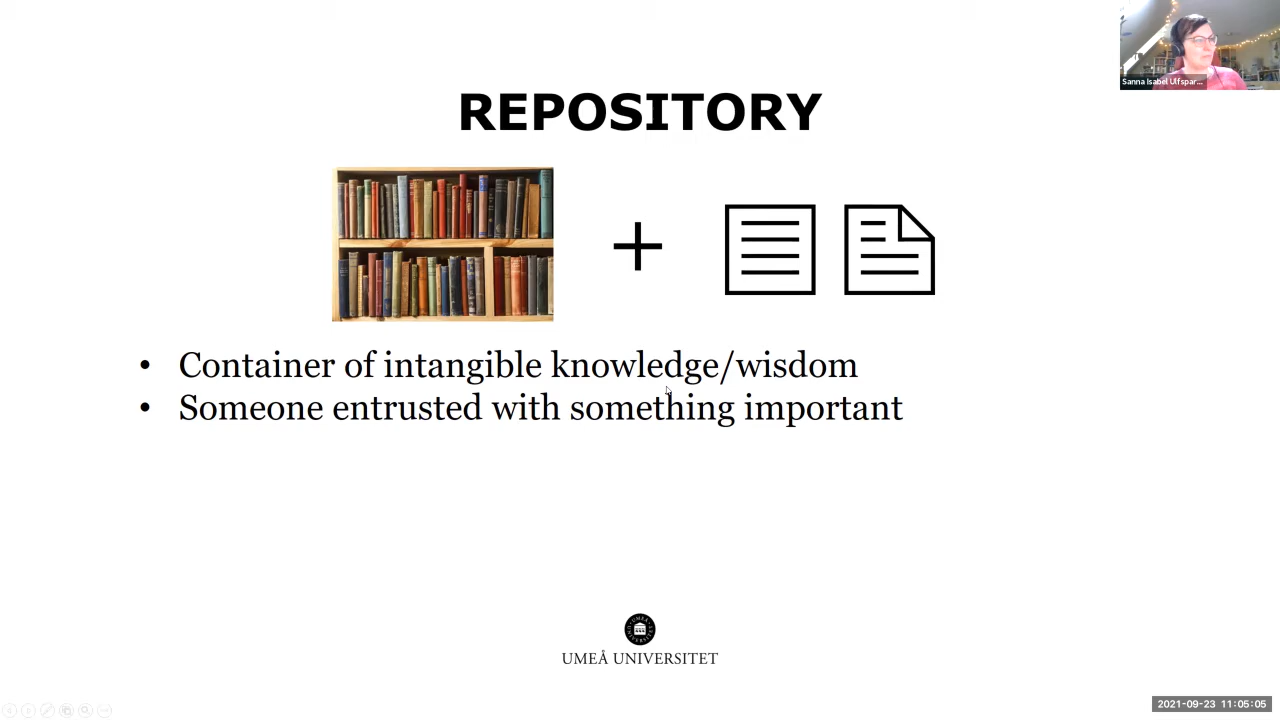 Sanna Isabel Ulfspar...
REPOSITORY
• Container of intangible knowledge/wisdom
• Someone entrusted with something important
UMEÅ UNIVERSITET
2021-09-23 11:05:05